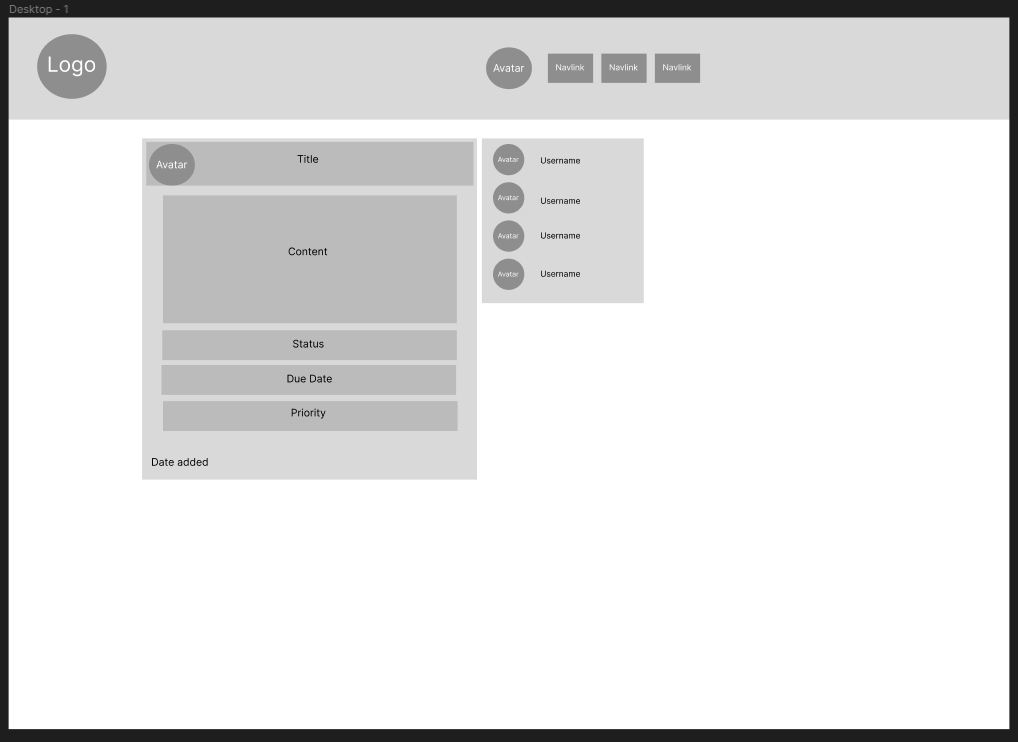 Desktop - 1
Logo
Avatar
Navlink
Navlink
Navlink
Avatar
Title
Content
Status
Due Date
Priority
Date added
Avatar
Username
Avatar
Username
Avatar
Username
Avatar
Username